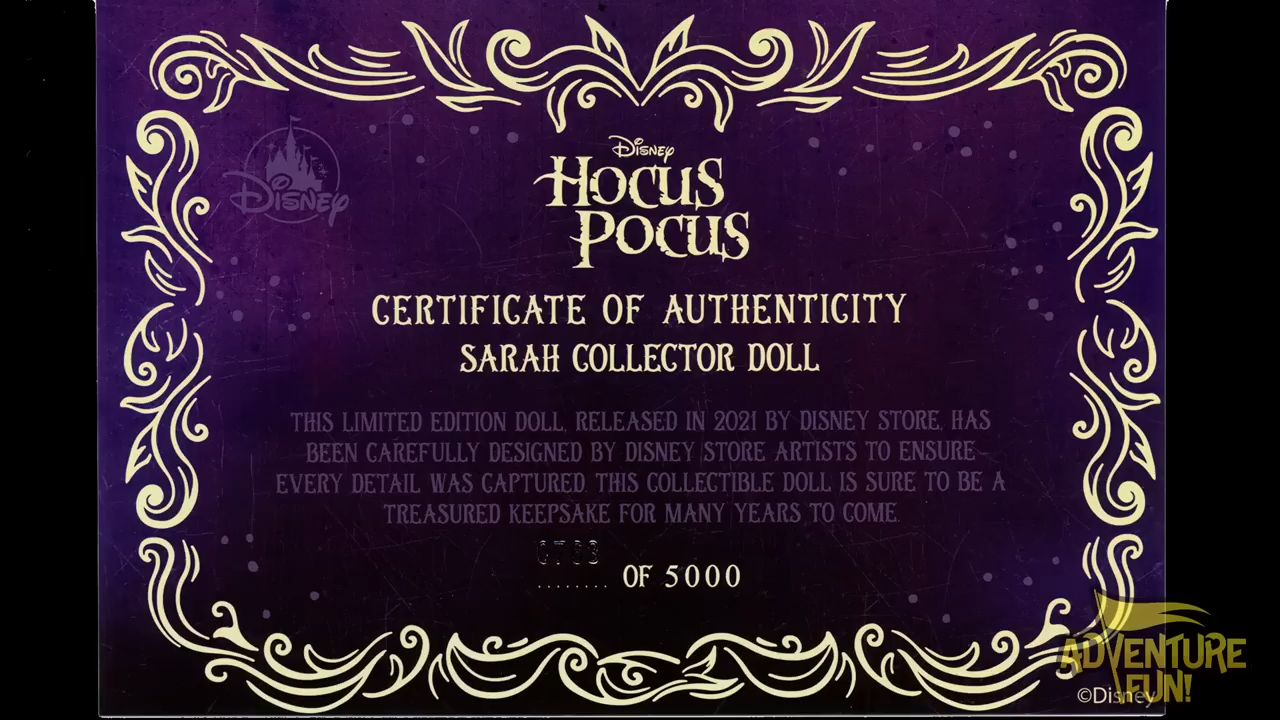 Disney
DISNEY
HOCUS
POCUS
CERTIFICATE OF AUTHENTICITY
SARAH COLLECTOR DOLL
THIS LIMITED EDITION DOLL, RELEASED IN 2021 BY DISNEY STORE, HAS
BEEN CAREFULLY DESIGNED BY DISNEY STORE ARTISTS TO ENSURE
EVERY DETAIL WAS CAPTURED. THIS COLLECTIBLE DOLL IS SURE TO BE A
TREASURED KEEPSAKE FOR MANY YEARS TO COME.
........ OF 5000
ADVENTURE
FUN!
©Disney